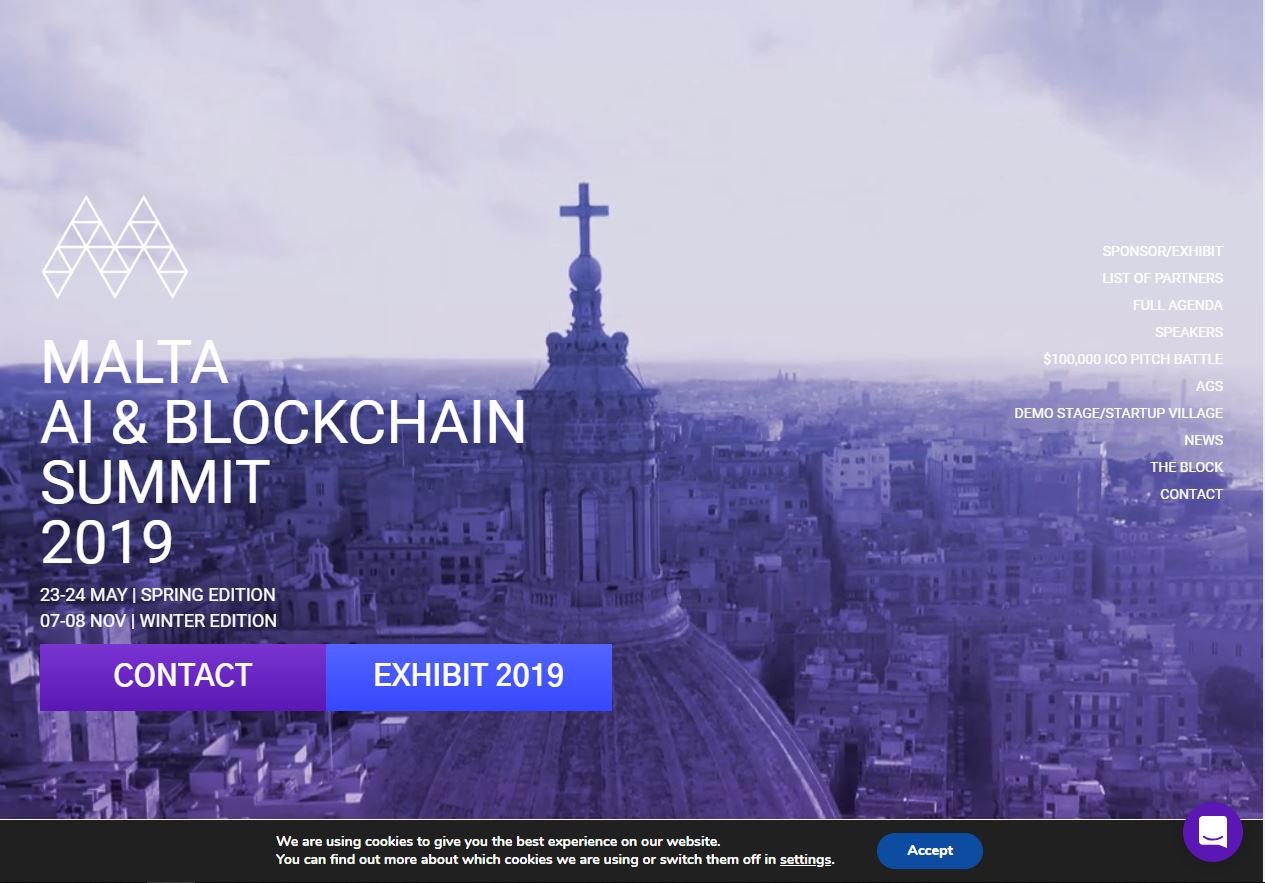 MALTA
AI & BLOCKCHAIN
SUMMIT
2019
23-24 MAY | SPRING EDITION
07-08 NOV | WINTER EDITION
CONTACT
EXHIBIT 2019
SPONSOR/EXHIBIT
LIST OF PARTNERS
FULL AGENDA
SPEAKERS
$100,000 ICO PITCH BATTLE
AGS
DEMO STAGE/STARTUP VILLAGE
NEWS
THE BLOCK
CONTACT
We are using cookies to give you the best experience on our website.
You can find out more about which cookies we are using or switch them off in settings.
Accept